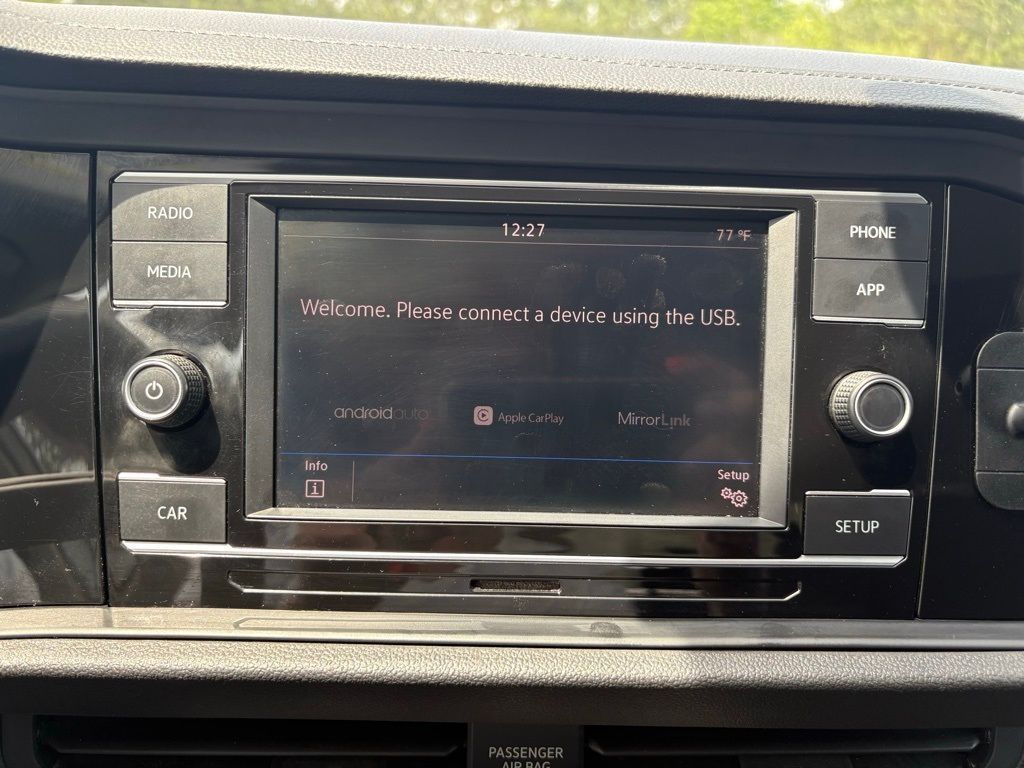 RADIO
MEDIA
12:27
77 °F
Welcome. Please connect a device using the USB.
androidauto
Apple CarPlay
MirrorLink
Info
i
Setup
CAR
PHONE
APP
SETUP
PASSENGER
AIR BAG